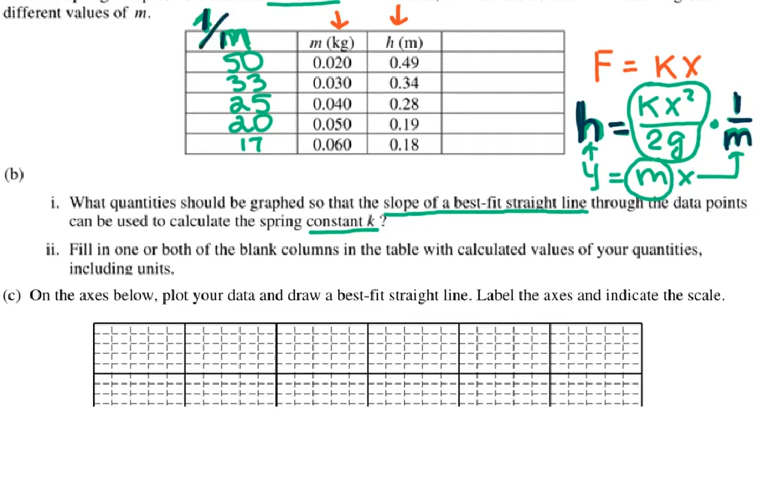 different values of m.
1/m
m (kg) h (m)
50 0.020 0.49
33 0.030 0.34
25 0.040 0.28
20 0.050 0.19
17 0.060 0.18
F = KX
h = KX²/2g · 1/m
y = m x
(b)
i. What quantities should be graphed so that the slope of a best-fit straight line through the data points
can be used to calculate the spring constant k ?
ii. Fill in one or both of the blank columns in the table with calculated values of your quantities,
including units.
(c) On the axes below, plot your data and draw a best-fit straight line. Label the axes and indicate the scale.